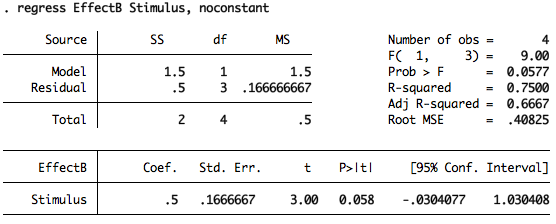 . regress EffectB Stimulus, noconstant
Source SS df MS Number of obs = 4
F( 1, 3) = 9.00
Model 1.5 1 1.5 Prob > F = 0.0577
Residual .5 3 .166666667 R-squared = 0.7500
Adj R-squared = 0.6667
Total 2 4 .5 Root MSE = .40825
EffectB Coef. Std. Err. t P>|t| [95% Conf. Interval]
Stimulus .5 .1666667 3.00 0.058 -.0304077 1.030408